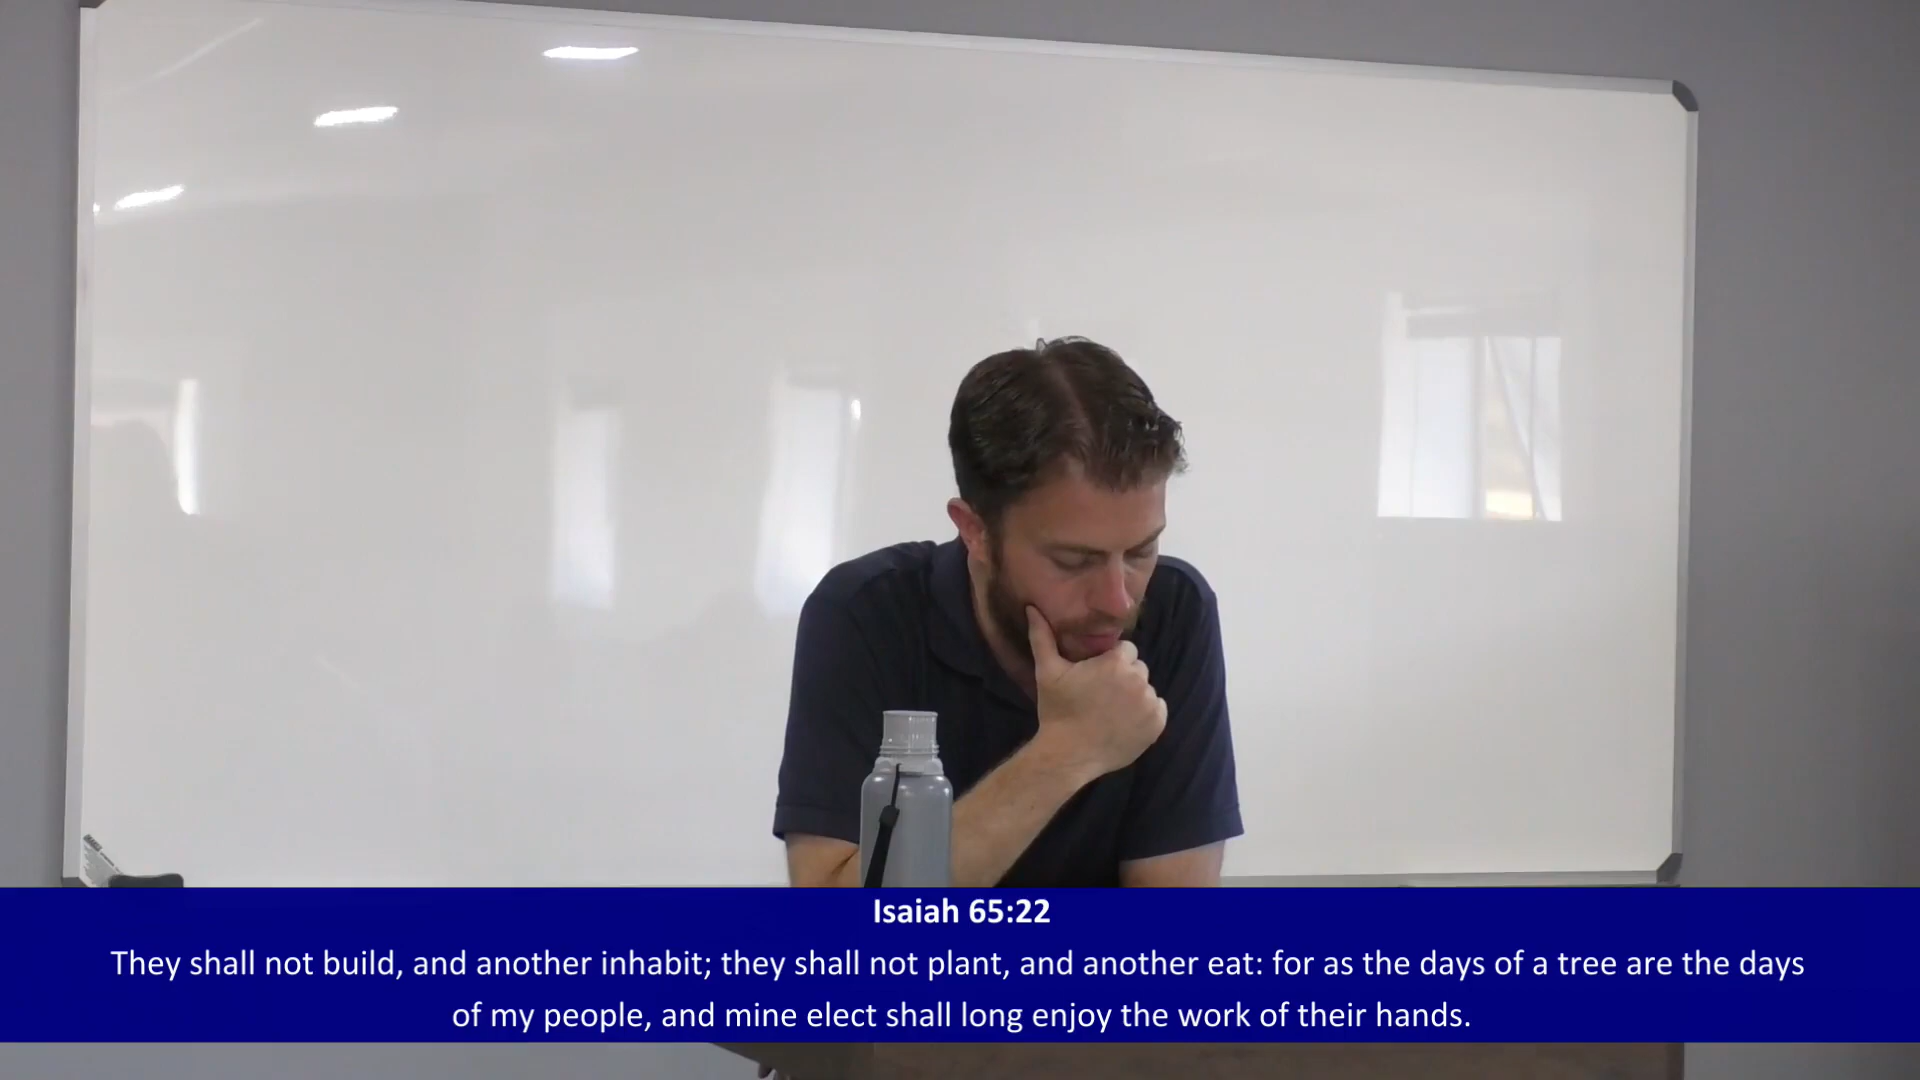 Isaiah 65:22
They shall not build, and another inhabit; they shall not plant, and another eat: for as the days of a tree are the days
of my people, and mine elect shall long enjoy the work of their hands.